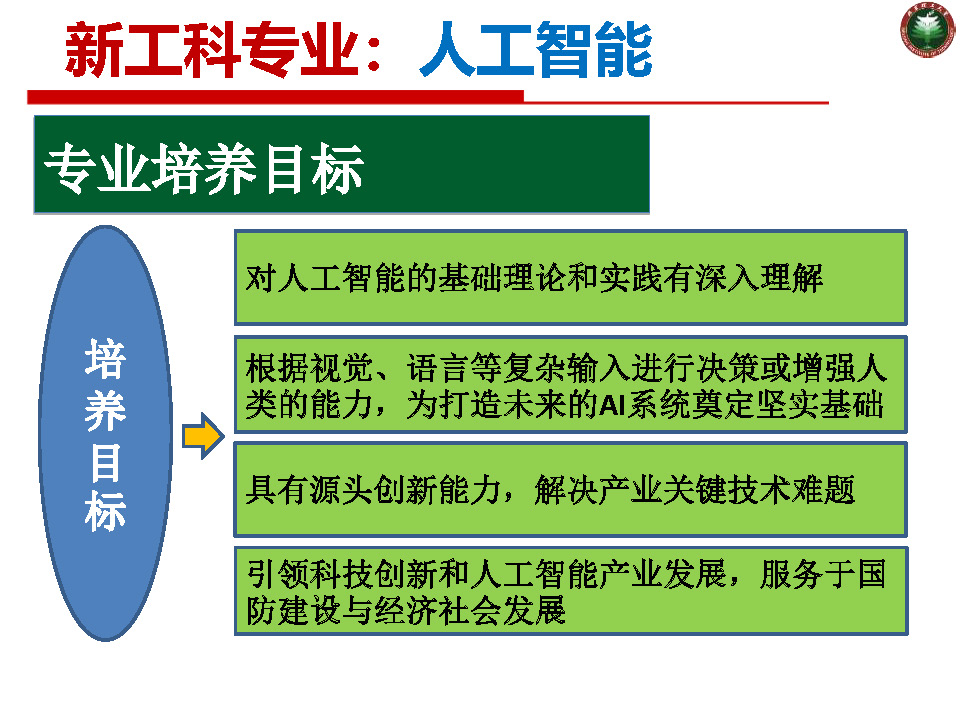 新工科专业：人工智能
专业培养目标
培
养
目
标
对人工智能的基础理论和实践有深入理解
根据视觉、语言等复杂输入进行决策或增强人
类的能力，为打造未来的AI系统奠定坚实基础
具有源头创新能力，解决产业关键技术难题
引领科技创新和人工智能产业发展，服务于国
防建设与经济社会发展